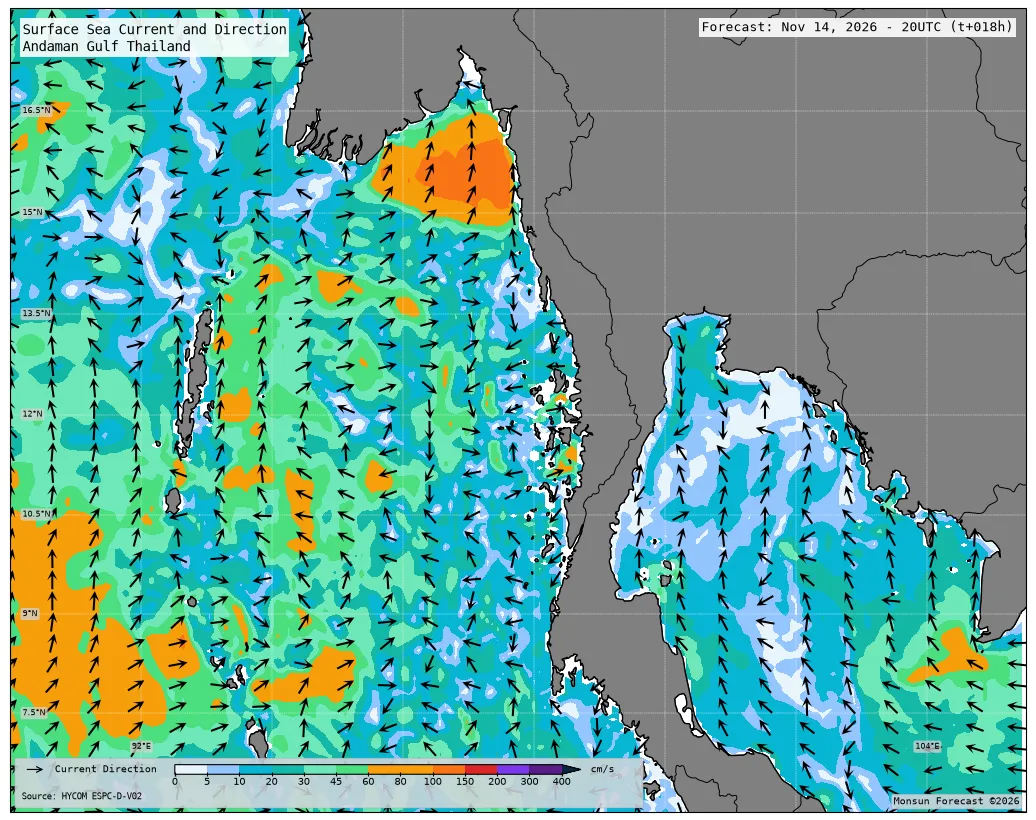 Surface Sea Current and Direction
Andaman Gulf Thailand
Forecast: Nov 14, 2026 - 20UTC (t+018h)
16.5°N
15°N
13.5°N
12°N
10.5°N
9°N
7.5°N
92°E
104°E
Current Direction
cm/s
0 5 10 20 30 45 60 80 100 150 200 300 400
Source: HYCOM ESPC-D-V02
Monsun Forecast ©2026